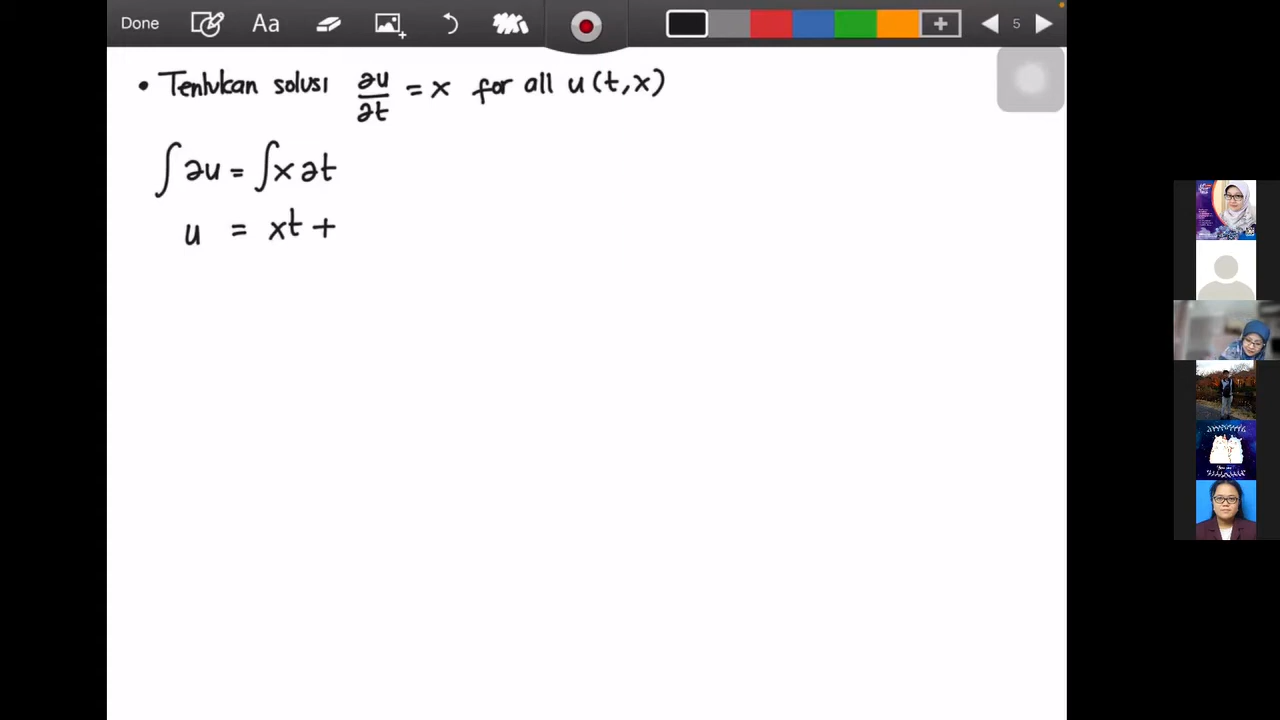 Done Aa 5
• Tentukan solusi ∂u/∂t = x for all u(t,x)
∫∂u = ∫x ∂t
u = xt +